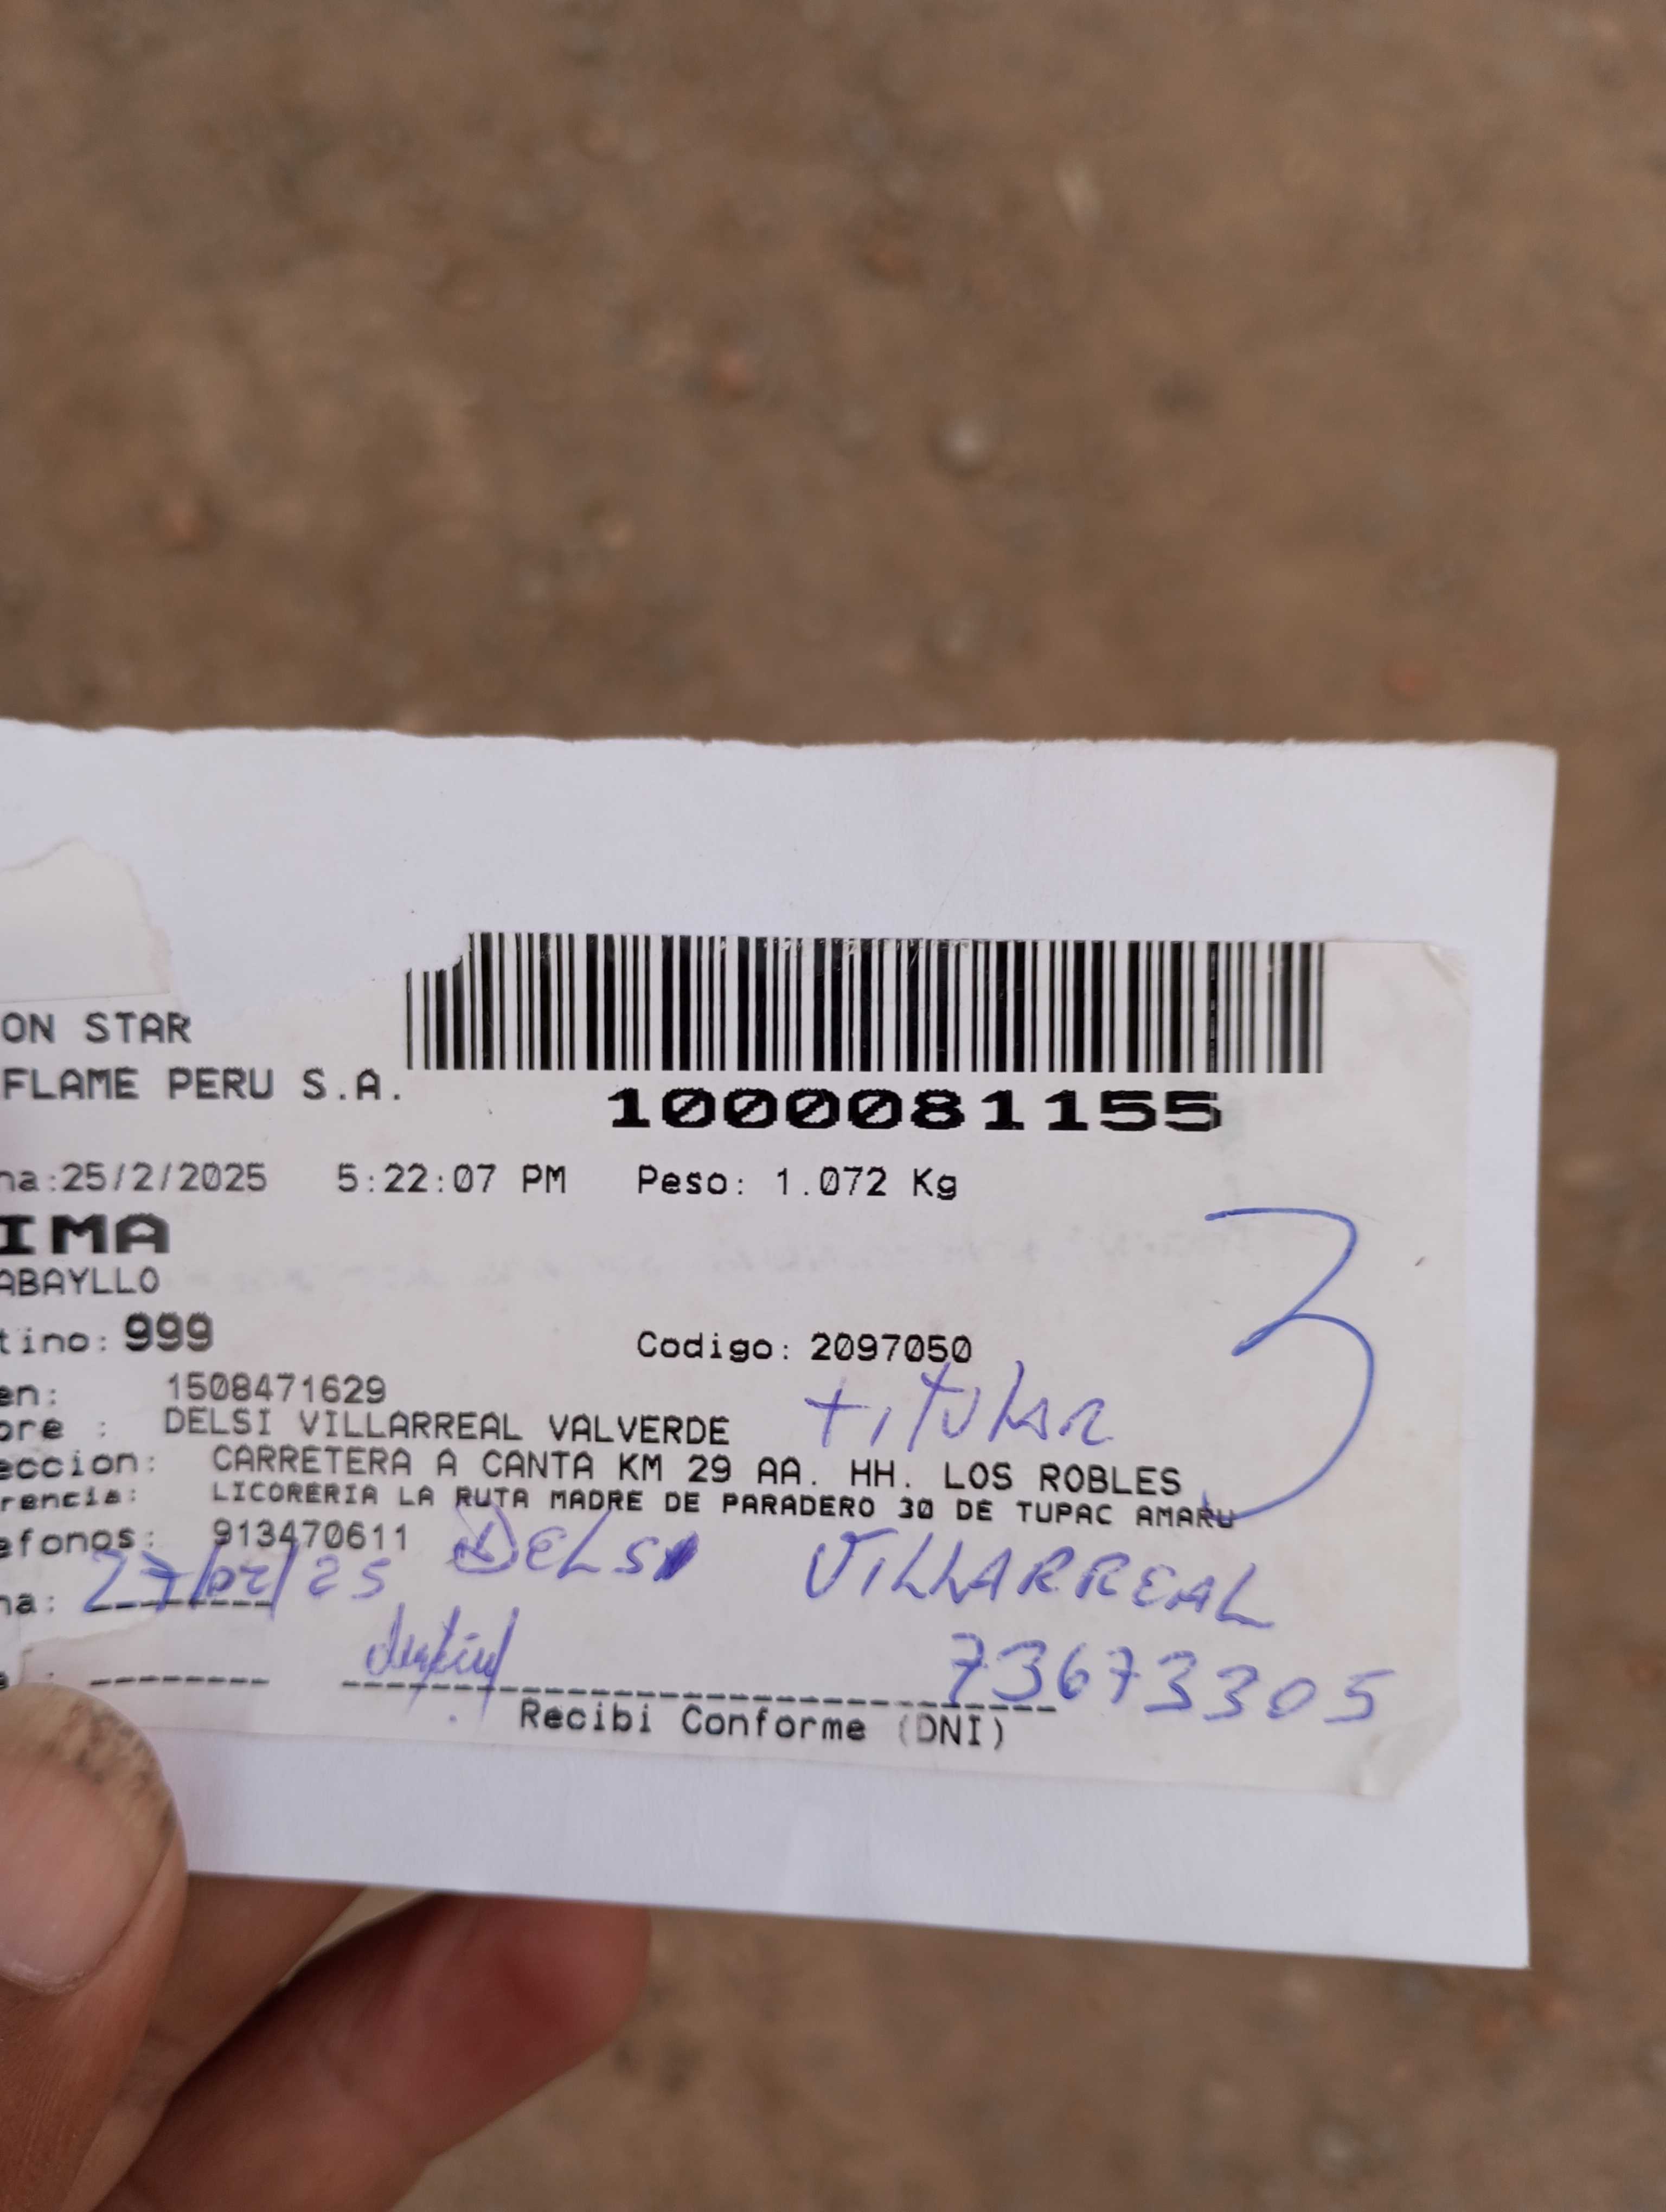 ON STAR
FLAME PERU S.A.
1000081155
na:25/2/2025 5:22:07 PM Peso: 1.072 Kg
IMA
ABAYLLO
tino: 999 Codigo: 2097050
en: 1508471629
bre : DELSI VILLARREAL VALVERDE titular
eccion: CARRETERA A CANTA KM 29 AA. HH. LOS ROBLES
rencia: LICORERIA LA RUTA MADRE DE PARADERO 30 DE TUPAC AMARU
efonos: 913470611 DELSI VILLARREAL
na: 27/02/25
73673305
Recibi Conforme (DNI)
3